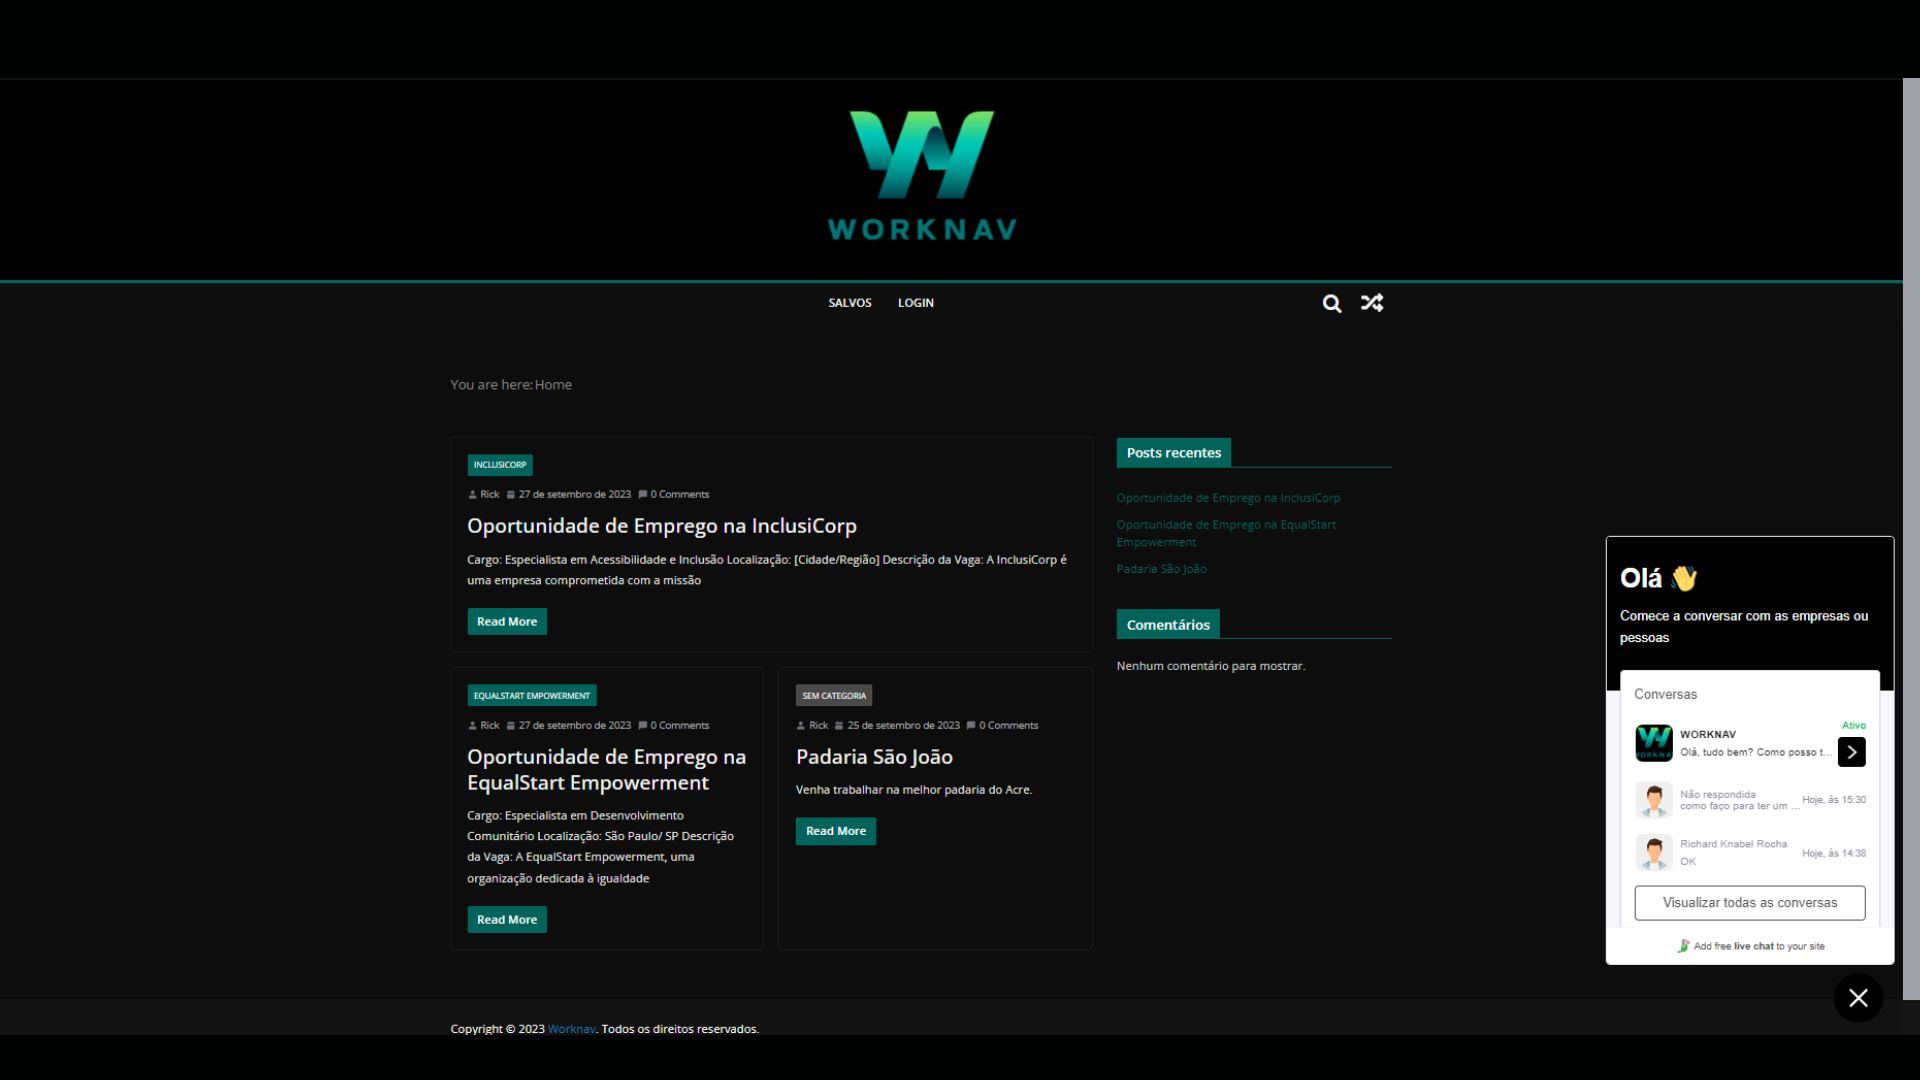 WORKNAV
SALVOS LOGIN
You are here: Home
INCLUSICORP
Rick 27 de setembro de 2023 0 Comments
Oportunidade de Emprego na InclusiCorp
Cargo: Especialista em Acessibilidade e Inclusão Localização: [Cidade/Região] Descrição da Vaga: A InclusiCorp é
uma empresa comprometida com a missão
Read More
EQUALSTART EMPOWERMENT
Rick 27 de setembro de 2023 0 Comments
Oportunidade de Emprego na
EqualStart Empowerment
Cargo: Especialista em Desenvolvimento
Comunitário Localização: São Paulo/ SP Descrição
da Vaga: A EqualStart Empowerment, uma
organização dedicada à igualdade
Read More
SEM CATEGORIA
Rick 25 de setembro de 2023 0 Comments
Padaria São João
Venha trabalhar na melhor padaria do Acre.
Read More
Posts recentes
Oportunidade de Emprego na InclusiCorp
Oportunidade de Emprego na EqualStart
Empowerment
Padaria São João
Comentários
Nenhum comentário para mostrar.
Olá
Comece a conversar com as empresas ou
pessoas
Conversas
Ativo
WORKNAV
Olá, tudo bem? Como posso t...
Não respondida
como faço para ter um ... Hoje, às 15:30
Richard Knabel Rocha
OK Hoje, às 14:38
Visualizar todas as conversas
Add free live chat to your site
Copyright © 2023 Worknav. Todos os direitos reservados.